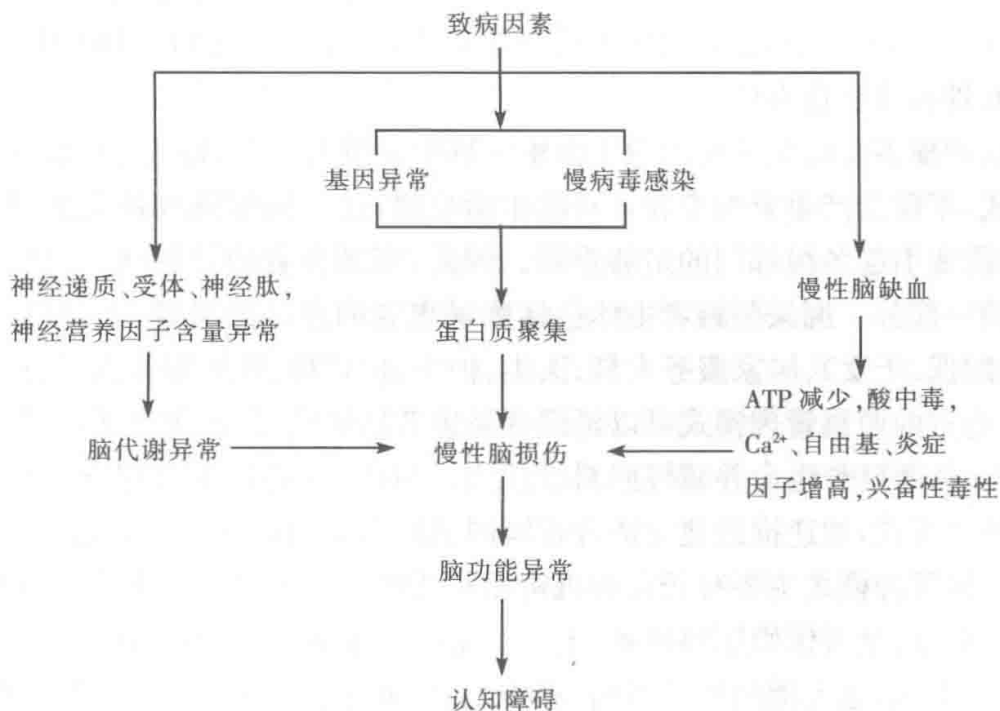 致病因素
基因异常
慢病毒感染
神经递质、受体、神经肽，
神经营养因子含量异常
蛋白质聚集
慢性脑缺血
ATP 减少，酸中毒，
Ca²⁺、自由基、炎症
因子增高，兴奋性毒性
脑代谢异常
慢性脑损伤
脑功能异常
认知障碍